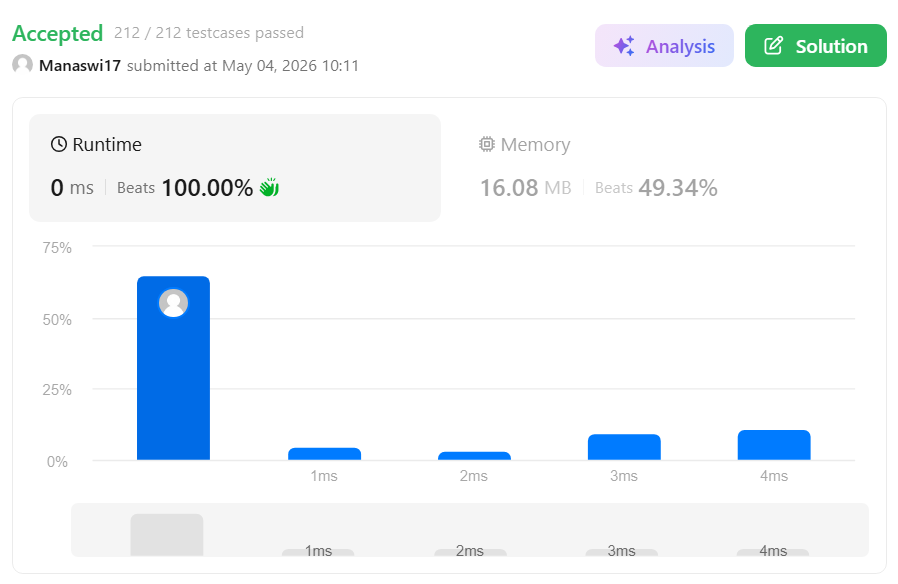 Accepted 212 / 212 testcases passed
Manaswi17 submitted at May 04, 2026 10:11
Analysis
Solution
Runtime
0 ms Beats 100.00%
Memory
16.08 MB Beats 49.34%
75%
50%
25%
0%
1ms 2ms 3ms 4ms
1ms 2ms 3ms 4ms